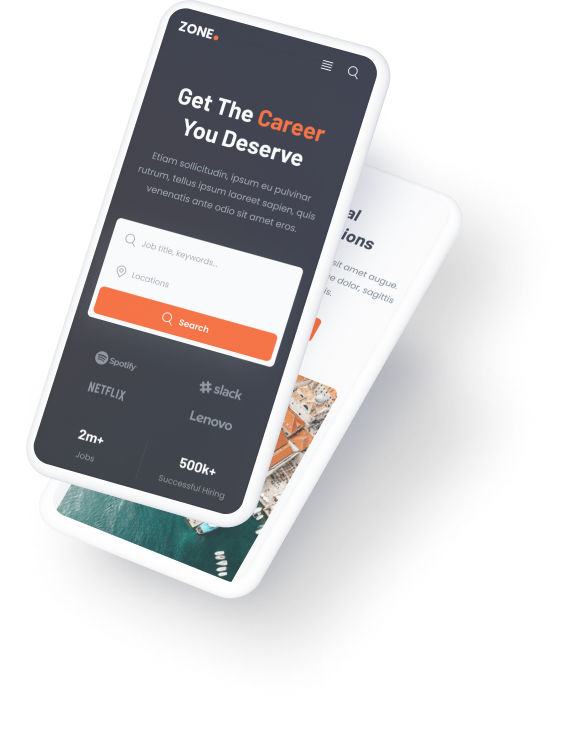 ZONE.
Get The Career
You Deserve
Etiam sollicitudin, ipsum eu pulvinar
rutrum, tellus ipsum laoreet sapien, quis
venenatis ante odio sit amet eros.
Job title, keywords...
Locations
Search
Spotify
slack
NETFLIX
Lenovo
2m+
Jobs
500k+
Successful Hiring
al
ions
sit amet augue.
e dolor, sagittis
is.